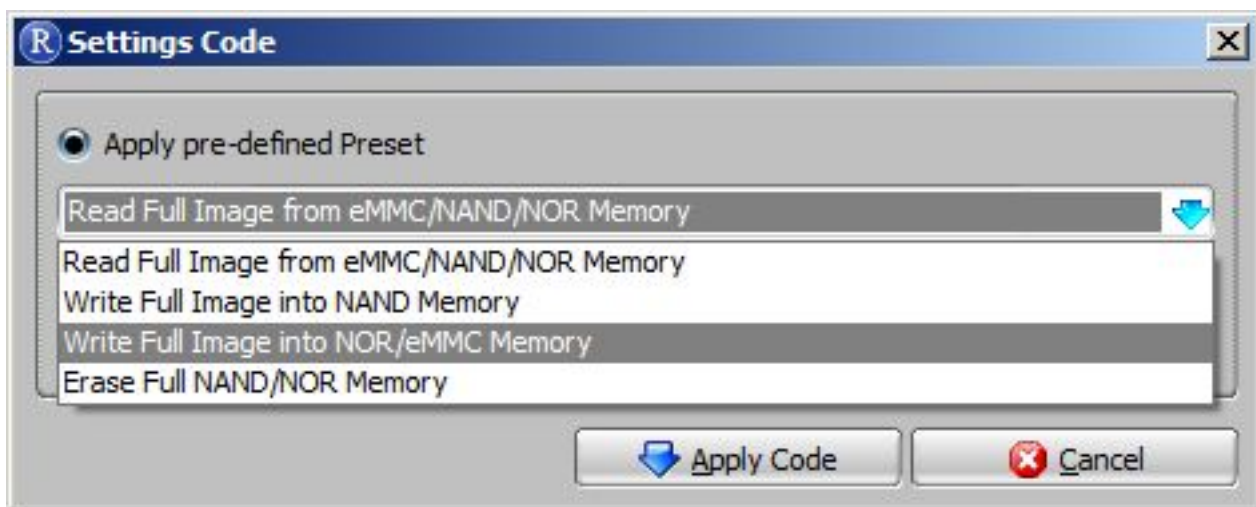 R Settings Code
Apply pre-defined Preset
Read Full Image from eMMC/NAND/NOR Memory
Read Full Image from eMMC/NAND/NOR Memory
Write Full Image into NAND Memory
Write Full Image into NOR/eMMC Memory
Erase Full NAND/NOR Memory
Apply Code Cancel